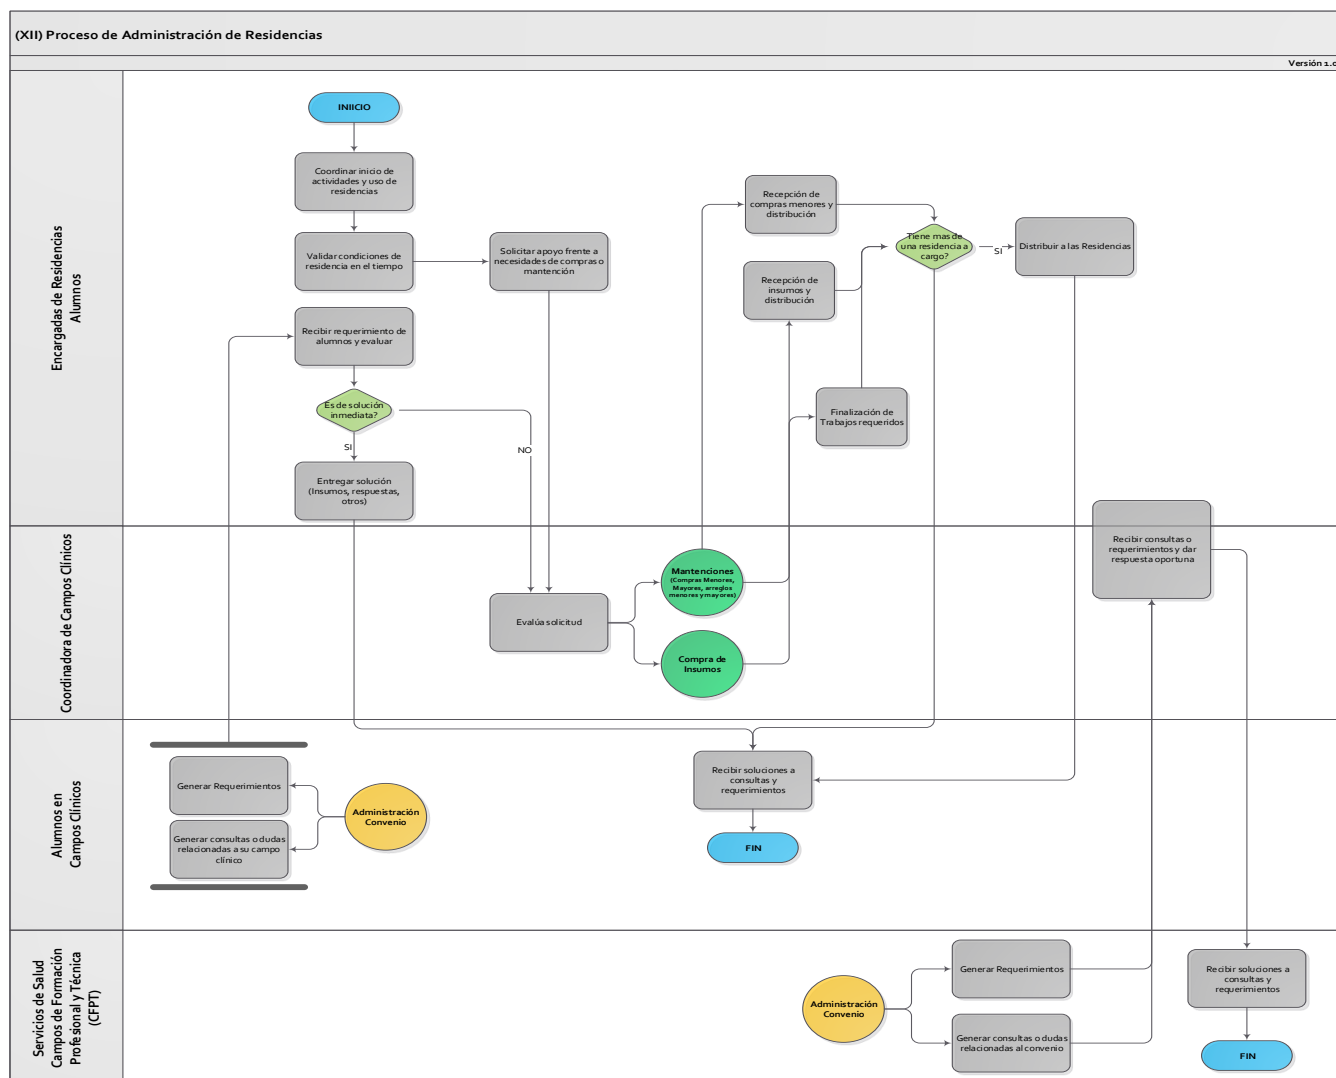 (XII) Proceso de Administración de Residencias
Versión 1.0
Encargadas de Residencias
Alumnos
INIICIO
Coordinar inicio de
actividades y uso de
residencias
Validar condiciones de
residencia en el tiempo
Solicitar apoyo frente a
necesidades de compras o
mantención
Recibir requerimiento de
alumnos y evaluar
Es de solución
inmediata?
SI
NO
Entregar solución
(Insumos, respuestas,
otros)
Recepción de
compras menores y
distribución
Recepción de
insumos y
distribución
Finalización de
Trabajos requeridos
Tiene mas de
una residencia a
cargo?
SI
Distribuir a las Residencias
Coordinadora de Campos Clínicos
Evalúa solicitud
Mantenciones
(Compras Menores,
Mayores, arreglos
menores y mayores)
Compra de
Insumos
Recibir consultas o
requerimientos y dar
respuesta oportuna
Alumnos en
Campos Clínicos
Generar Requerimientos
Generar consultas o dudas
relacionadas a su campo
clínico
Administración
Convenio
Recibir soluciones a
consultas y
requerimientos
FIN
Servicios de Salud
Campos de Formación
Profesional y Técnica
(CFPT)
Administración
Convenio
Generar Requerimientos
Generar consultas o dudas
relacionadas al convenio
Recibir soluciones a
consultas y
requerimientos
FIN